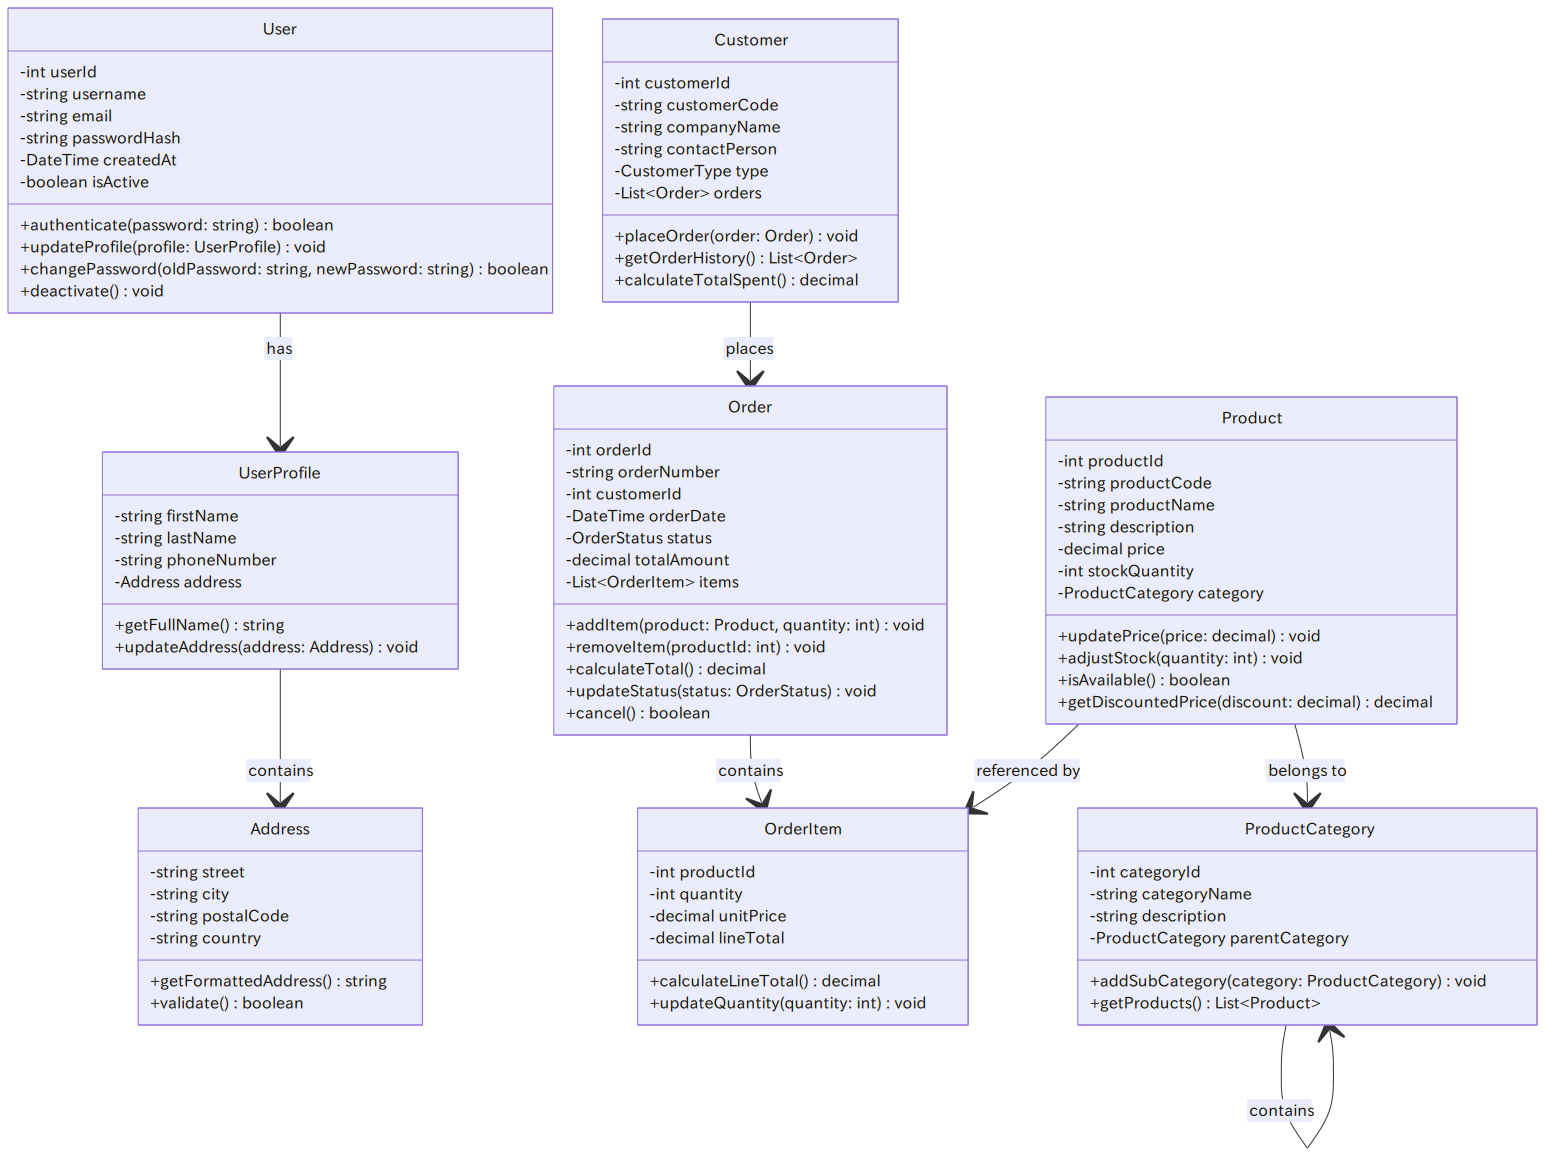 User
-int userId
-string username
-string email
-string passwordHash
-DateTime createdAt
-boolean isActive
+authenticate(password: string) : boolean
+updateProfile(profile: UserProfile) : void
+changePassword(oldPassword: string, newPassword: string) : boolean
+deactivate() : void
Customer
-int customerId
-string customerCode
-string companyName
-string contactPerson
-CustomerType type
-List<Order> orders
+placeOrder(order: Order) : void
+getOrderHistory() : List<Order>
+calculateTotalSpent() : decimal
has
places
UserProfile
-string firstName
-string lastName
-string phoneNumber
-Address address
+getFullName() : string
+updateAddress(address: Address) : void
Order
-int orderId
-string orderNumber
-int customerId
-DateTime orderDate
-OrderStatus status
-decimal totalAmount
-List<OrderItem> items
+addItem(product: Product, quantity: int) : void
+removeItem(productId: int) : void
+calculateTotal() : decimal
+updateStatus(status: OrderStatus) : void
+cancel() : boolean
Product
-int productId
-string productCode
-string productName
-string description
-decimal price
-int stockQuantity
-ProductCategory category
+updatePrice(price: decimal) : void
+adjustStock(quantity: int) : void
+isAvailable() : boolean
+getDiscountedPrice(discount: decimal) : decimal
contains
contains
referenced by
belongs to
Address
-string street
-string city
-string postalCode
-string country
+getFormattedAddress() : string
+validate() : boolean
OrderItem
-int productId
-int quantity
-decimal unitPrice
-decimal lineTotal
+calculateLineTotal() : decimal
+updateQuantity(quantity: int) : void
ProductCategory
-int categoryId
-string categoryName
-string description
-ProductCategory parentCategory
+addSubCategory(category: ProductCategory) : void
+getProducts() : List<Product>
contains